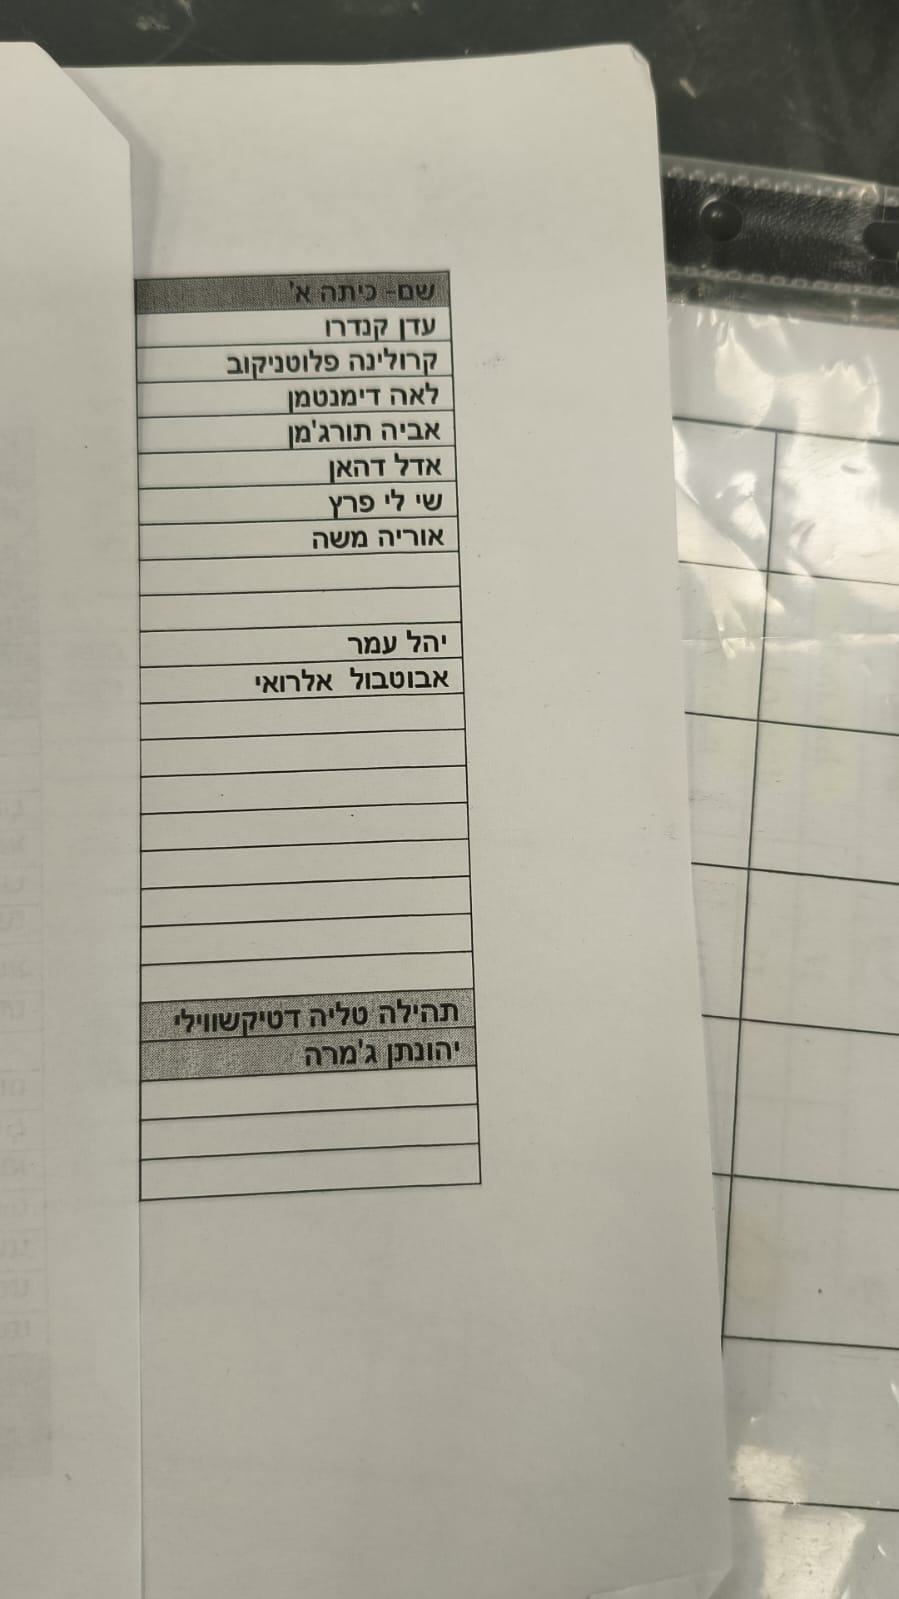 שם- כיתה א'
עדן קנדרו
קרולינה פלוטניקוב
לאה דימנטמן
אביה תורג'מן
אדל דהאן
שי לי פרץ
אוריה משה
יהל עמר
אבוטבול אלרואי
תהילה טליה דטיקשווילי
יהונתן ג'מרה